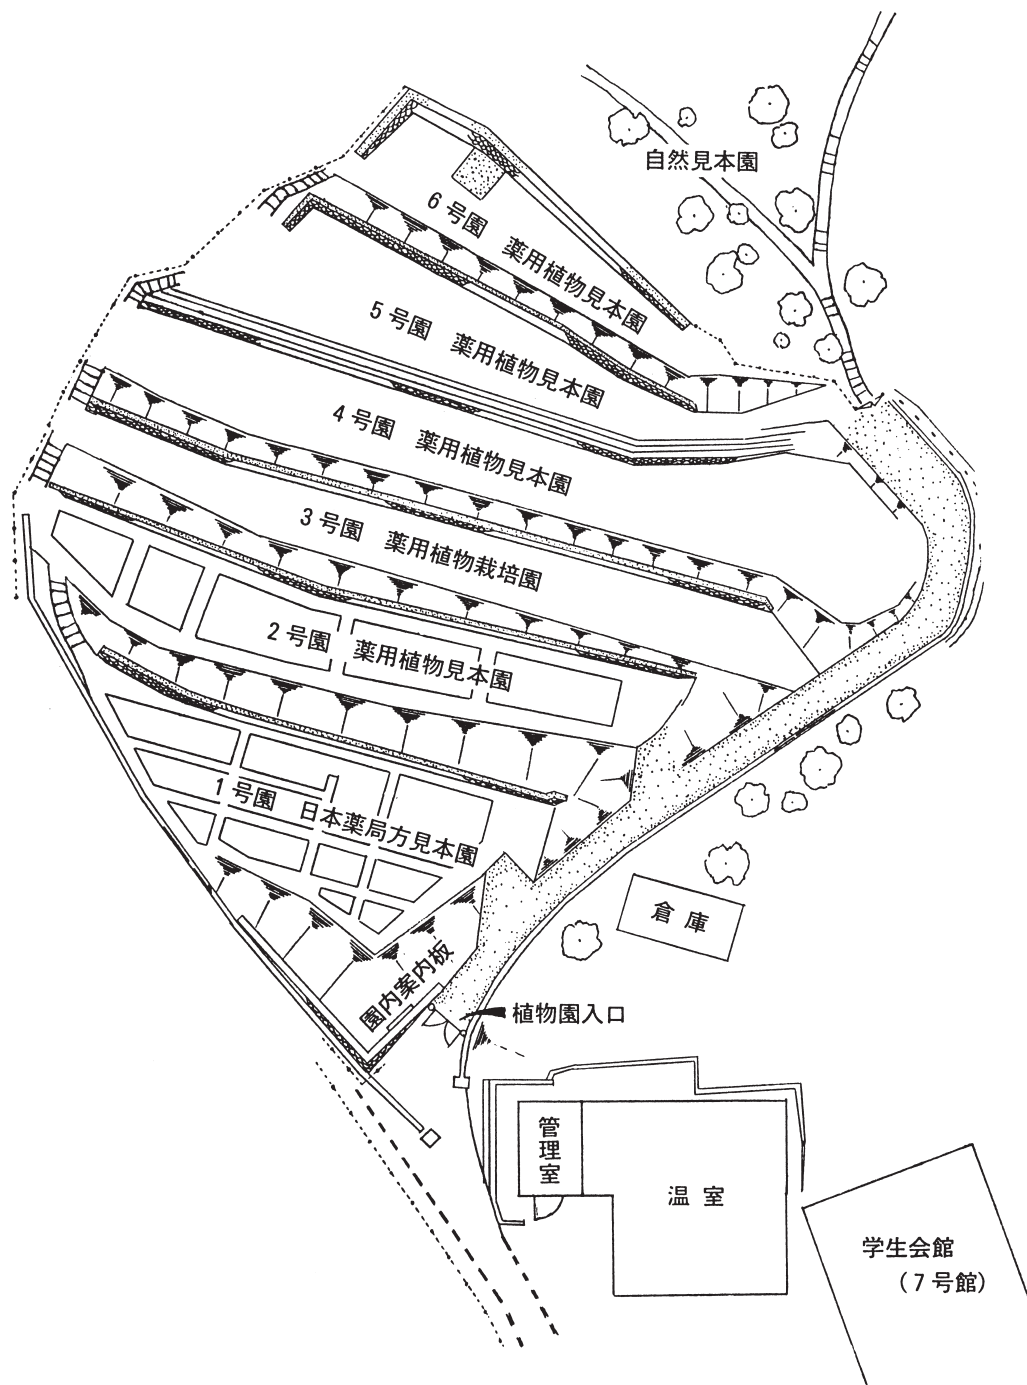 自然見本園
6号園 薬用植物見本園
5号園 薬用植物見本園
4号園 薬用植物見本園
3号園 薬用植物栽培園
2号園 薬用植物見本園
1号園 日本薬局方見本園
倉庫
園内案内板
植物園入口
管理室
温室
学生会館
(7号館)